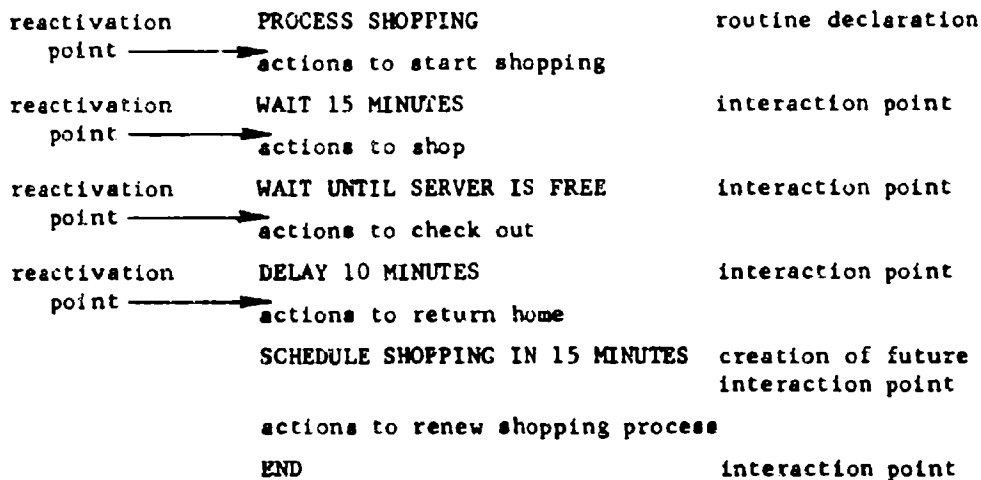 reactivation PROCESS SHOPPING routine declaration
point
actions to start shopping
reactivation WAIT 15 MINUTES interaction point
point
actions to shop
reactivation WAIT UNTIL SERVER IS FREE interaction point
point
actions to check out
reactivation DELAY 10 MINUTES interaction point
point
actions to return home
SCHEDULE SHOPPING IN 15 MINUTES creation of future
interaction point
actions to renew shopping process
END interaction point